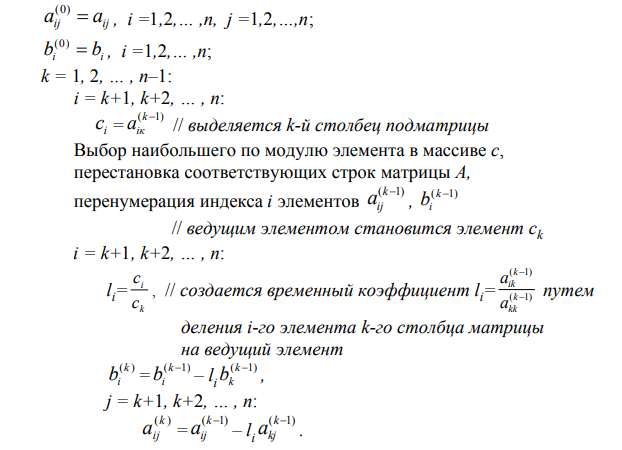 a_{ij}^{(0)} = a_{ij}, i =1,2,… ,n, j =1,2,…,n;
b_i^{(0)} = b_i, i =1,2,… ,n;
k = 1, 2, … , n–1:
i = k+1, k+2, … , n:
c_i = a_{iк}^{(k–1)} // выделяется k-й столбец подматрицы
Выбор наибольшего по модулю элемента в массиве c,
перестановка соответствующих строк матрицы A,
перенумерация индекса i элементов a_{ij}^{(k–1)}, b_i^{(k–1)}
// ведущим элементом становится элемент c_k
i = k+1, k+2, … , n:
l_i = \frac{c_i}{c_k}, // создается временный коэффициент l_i = \frac{a_{ik}^{(k–1)}}{a_{kk}^{(k–1)}} путем
деления i-го элемента k-го столбца матрицы
на ведущий элемент
b_i^{(k)} = b_i^{(k–1)} – l_i b_k^{(k–1)},
j = k+1, k+2, … , n:
a_{ij}^{(k)} = a_{ij}^{(k–1)} – l_i a_{kj}^{(k–1)}.